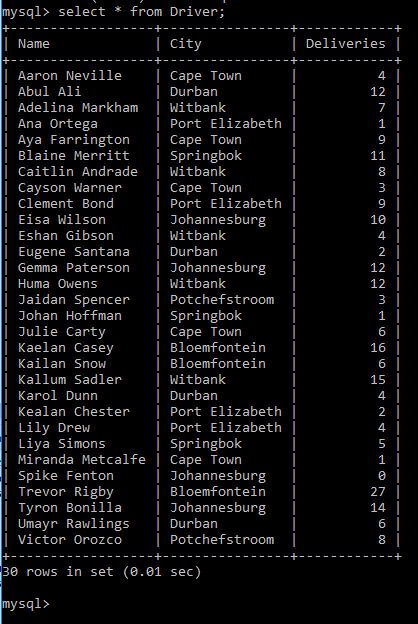 mysql> select * from Driver;
+------------------+----------------+------------+
| Name             | City           | Deliveries |
+------------------+----------------+------------+
| Aaron Neville    | Cape Town      |          4 |
| Abul Ali         | Durban         |         12 |
| Adelina Markham  | Witbank        |          7 |
| Ana Ortega       | Port Elizabeth |          1 |
| Aya Farrington   | Cape Town      |          9 |
| Blaine Merritt   | Springbok      |         11 |
| Caitlin Andrade  | Witbank        |          8 |
| Cayson Warner    | Cape Town      |          3 |
| Clement Bond     | Port Elizabeth |          9 |
| Eisa Wilson      | Johannesburg   |         10 |
| Eshan Gibson     | Witbank        |          4 |
| Eugene Santana   | Durban         |          2 |
| Gemma Paterson   | Johannesburg   |         12 |
| Huma Owens       | Witbank        |         12 |
| Jaidan Spencer   | Potchefstroom  |          3 |
| Johan Hoffman    | Springbok      |          1 |
| Julie Carty      | Cape Town      |          6 |
| Kaelan Casey     | Bloemfontein   |         16 |
| Kailan Snow      | Bloemfontein   |          6 |
| Kallum Sadler    | Witbank        |         15 |
| Karol Dunn       | Durban         |          4 |
| Kealan Chester   | Port Elizabeth |          2 |
| Lily Drew        | Port Elizabeth |          4 |
| Liya Simons      | Springbok      |          5 |
| Miranda Metcalfe | Cape Town      |          1 |
| Spike Fenton     | Johannesburg   |          0 |
| Trevor Rigby     | Bloemfontein   |         27 |
| Tyron Bonilla    | Johannesburg   |         14 |
| Umayr Rawlings   | Durban         |          6 |
| Victor Orozco    | Potchefstroom  |          8 |
+------------------+----------------+------------+
30 rows in set (0.01 sec)
mysql>